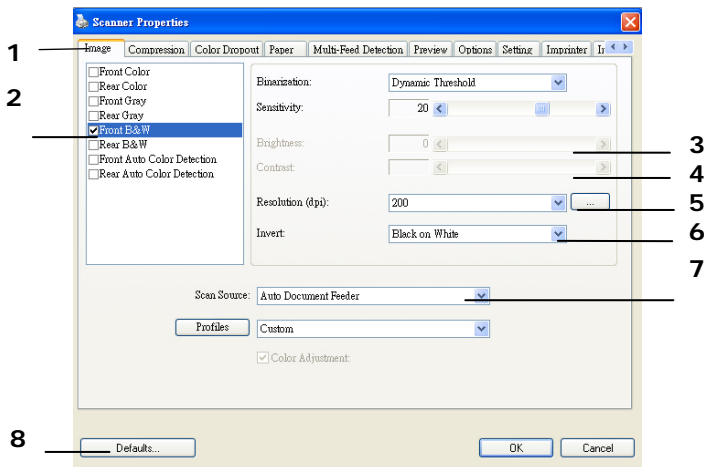 Scanner Properties
1
Image Compression Color Dropout Paper Multi-Feed Detection Preview Options Setting Imprinter
2
Front Color
Rear Color
Front Gray
Rear Gray
Front B&W
Rear B&W
Front Auto Color Detection
Rear Auto Color Detection
Binarization: Dynamic Threshold
Sensitivity: 20
Brightness: 0
3
Contrast:
4
Resolution (dpi): 200 ...
5
Invert: Black on White
6
7
Scan Source: Auto Document Feeder
Profiles Custom
Color Adjustment:
8
Defaults... OK Cancel